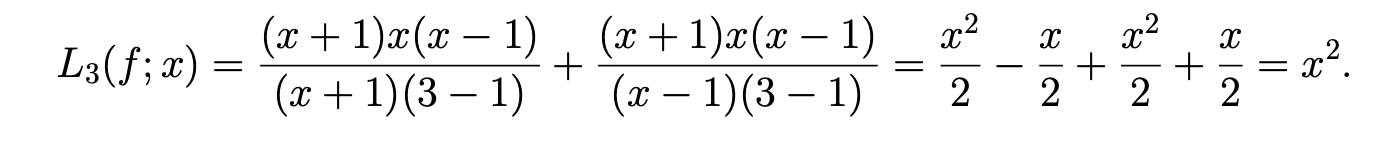 L_3(f; x) = \frac{(x + 1)x(x - 1)}{(x + 1)(3 - 1)} + \frac{(x + 1)x(x - 1)}{(x - 1)(3 - 1)} = \frac{x^2}{2} - \frac{x}{2} + \frac{x^2}{2} + \frac{x}{2} = x^2.